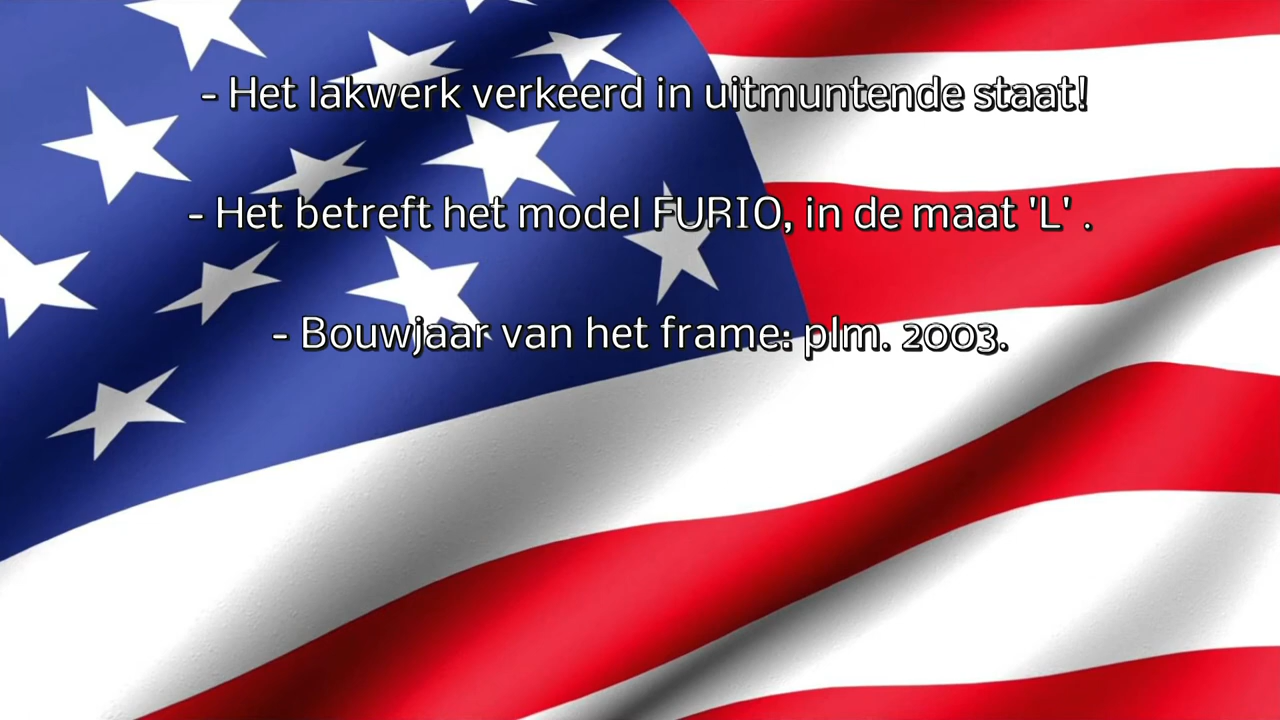 - Het lakwerk verkeerd in uitmuntende staat!
- Het betreft het model FURIO, in de maat 'L' .
- Bouwjaar van het frame: plm. 2003.